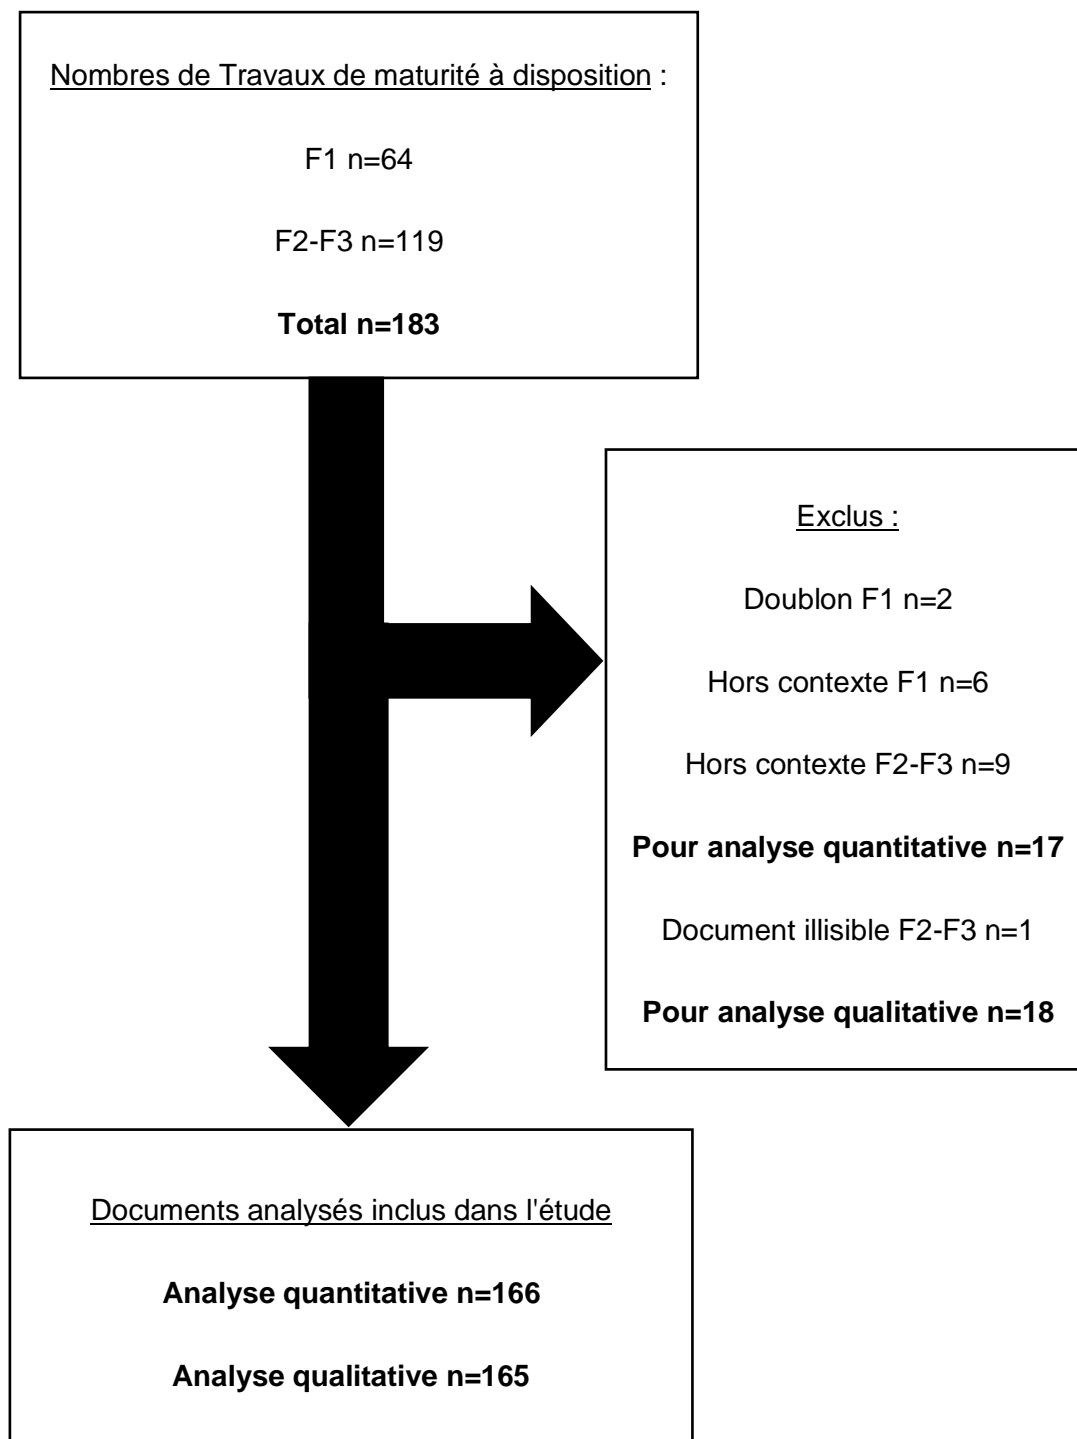 Nombres de Travaux de maturité à disposition :
F1 n=64
F2-F3 n=119
Total n=183
Exclus :
Doublon F1 n=2
Hors contexte F1 n=6
Hors contexte F2-F3 n=9
Pour analyse quantitative n=17
Document illisible F2-F3 n=1
Pour analyse qualitative n=18
Documents analysés inclus dans l'étude
Analyse quantitative n=166
Analyse qualitative n=165